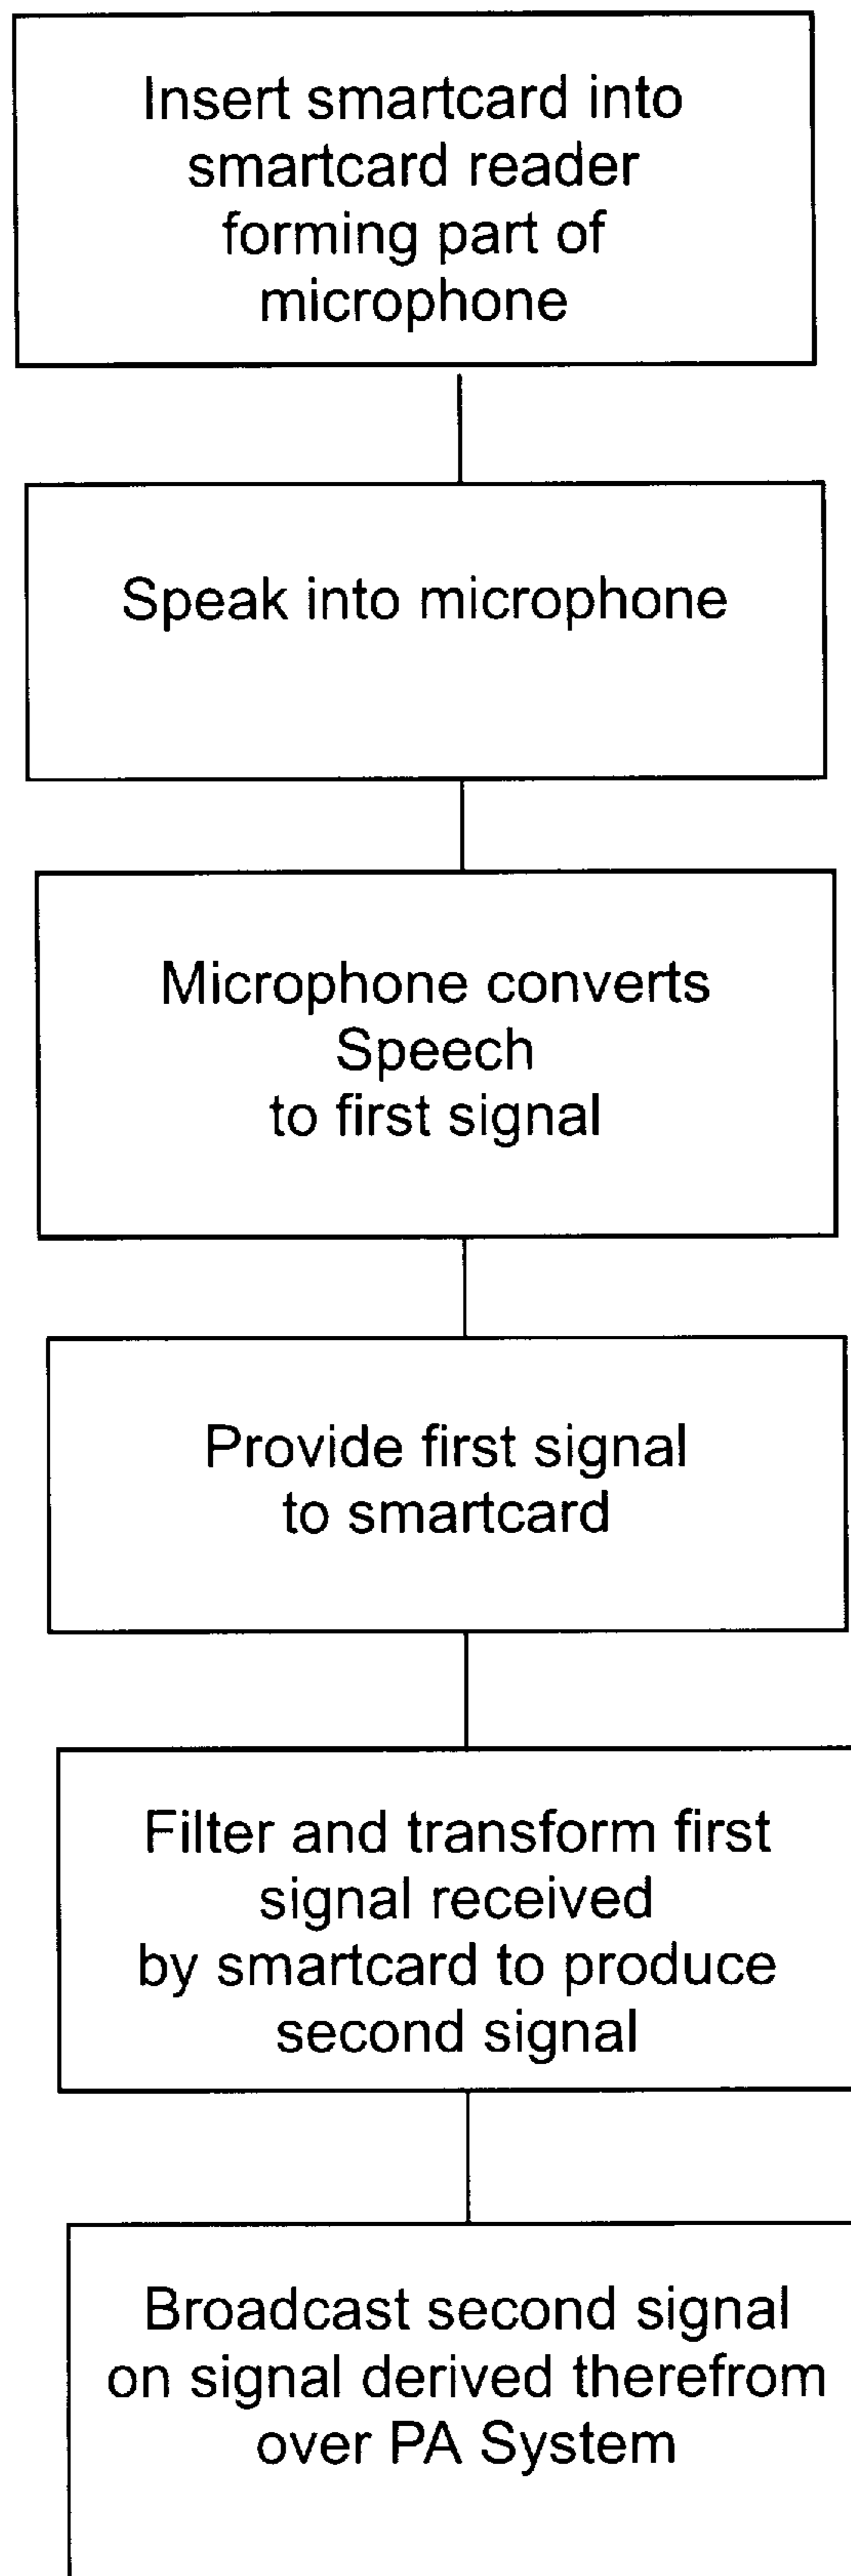 Insert smartcard into
smartcard reader
forming part of
microphone
Speak into microphone
Microphone converts
Speech
to first signal
Provide first signal
to smartcard
Filter and transform first
signal received
by smartcard to produce
second signal
Broadcast second signal
on signal derived therefrom
over PA System